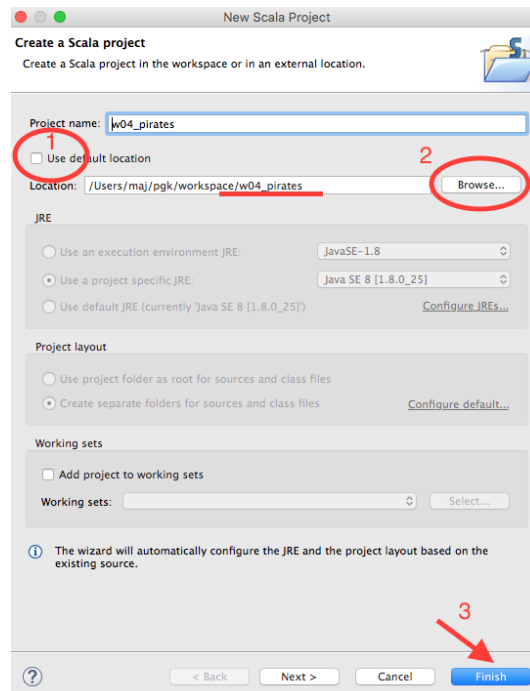 New Scala Project
Create a Scala project
Create a Scala project in the workspace or in an external location.
S
Project name: w04_pirates
1
Use default location
2
Location: /Users/maj/pgk/workspace/w04_pirates Browse...
JRE
Use an execution environment JRE: JavaSE-1.8
Use a project specific JRE: Java SE 8 [1.8.0_25]
Use default JRE (currently 'Java SE 8 [1.8.0_25]') Configure JREs...
Project layout
Use project folder as root for sources and class files
Create separate folders for sources and class files Configure default...
Working sets
Add project to working sets
Working sets: Select...
The wizard will automatically configure the JRE and the project layout based on the
existing source.
3
? < Back Next > Cancel Finish